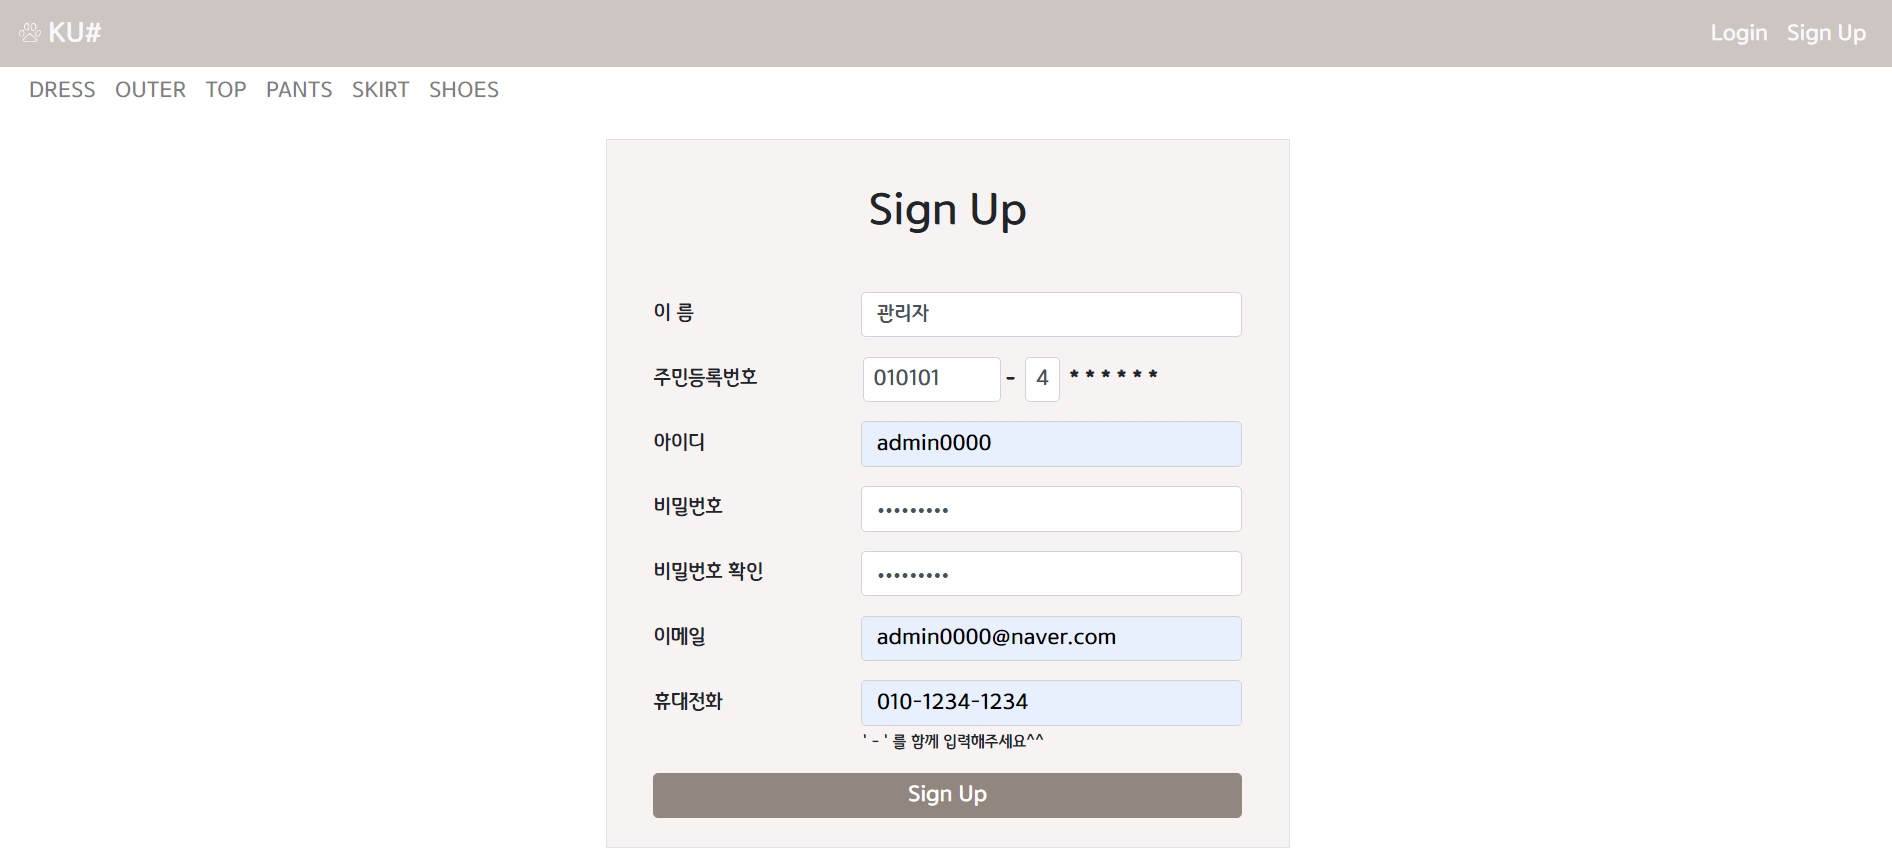 KU# Login Sign Up
DRESS OUTER TOP PANTS SKIRT SHOES
Sign Up
이 름 관리자
주민등록번호 010101 - 4 * * * * * *
아이디 admin0000
비밀번호 •••••••••
비밀번호 확인 •••••••••
이메일 admin0000@naver.com
휴대전화 010-1234-1234
' - ' 를 함께 입력해주세요^^
Sign Up